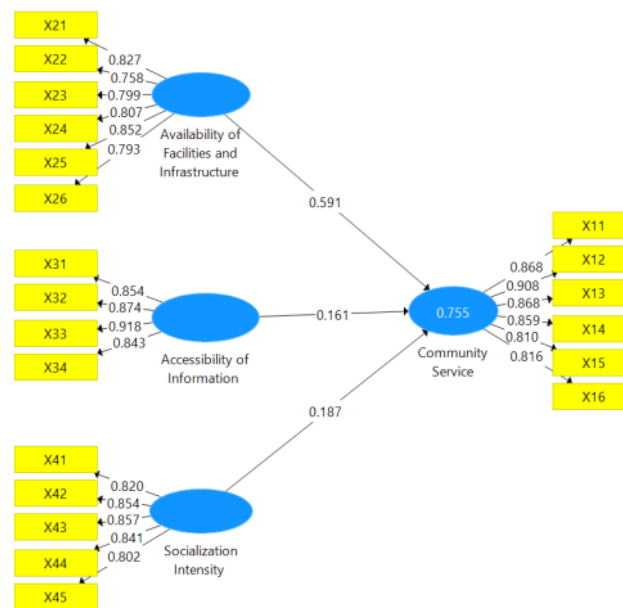 X21
X22
X23
X24
X25
X26
0.827
0.758
0.799
0.807
0.852
0.793
Availability of
Facilities and
Infrastructure
0.591
X31
X32
X33
X34
0.854
0.874
0.918
0.843
Accessibility of
Information
0.161
X41
X42
X43
X44
X45
0.820
0.854
0.857
0.841
0.802
Socialization
Intensity
0.187
0.755
Community
Service
0.868
0.908
0.868
0.859
0.810
0.816
X11
X12
X13
X14
X15
X16